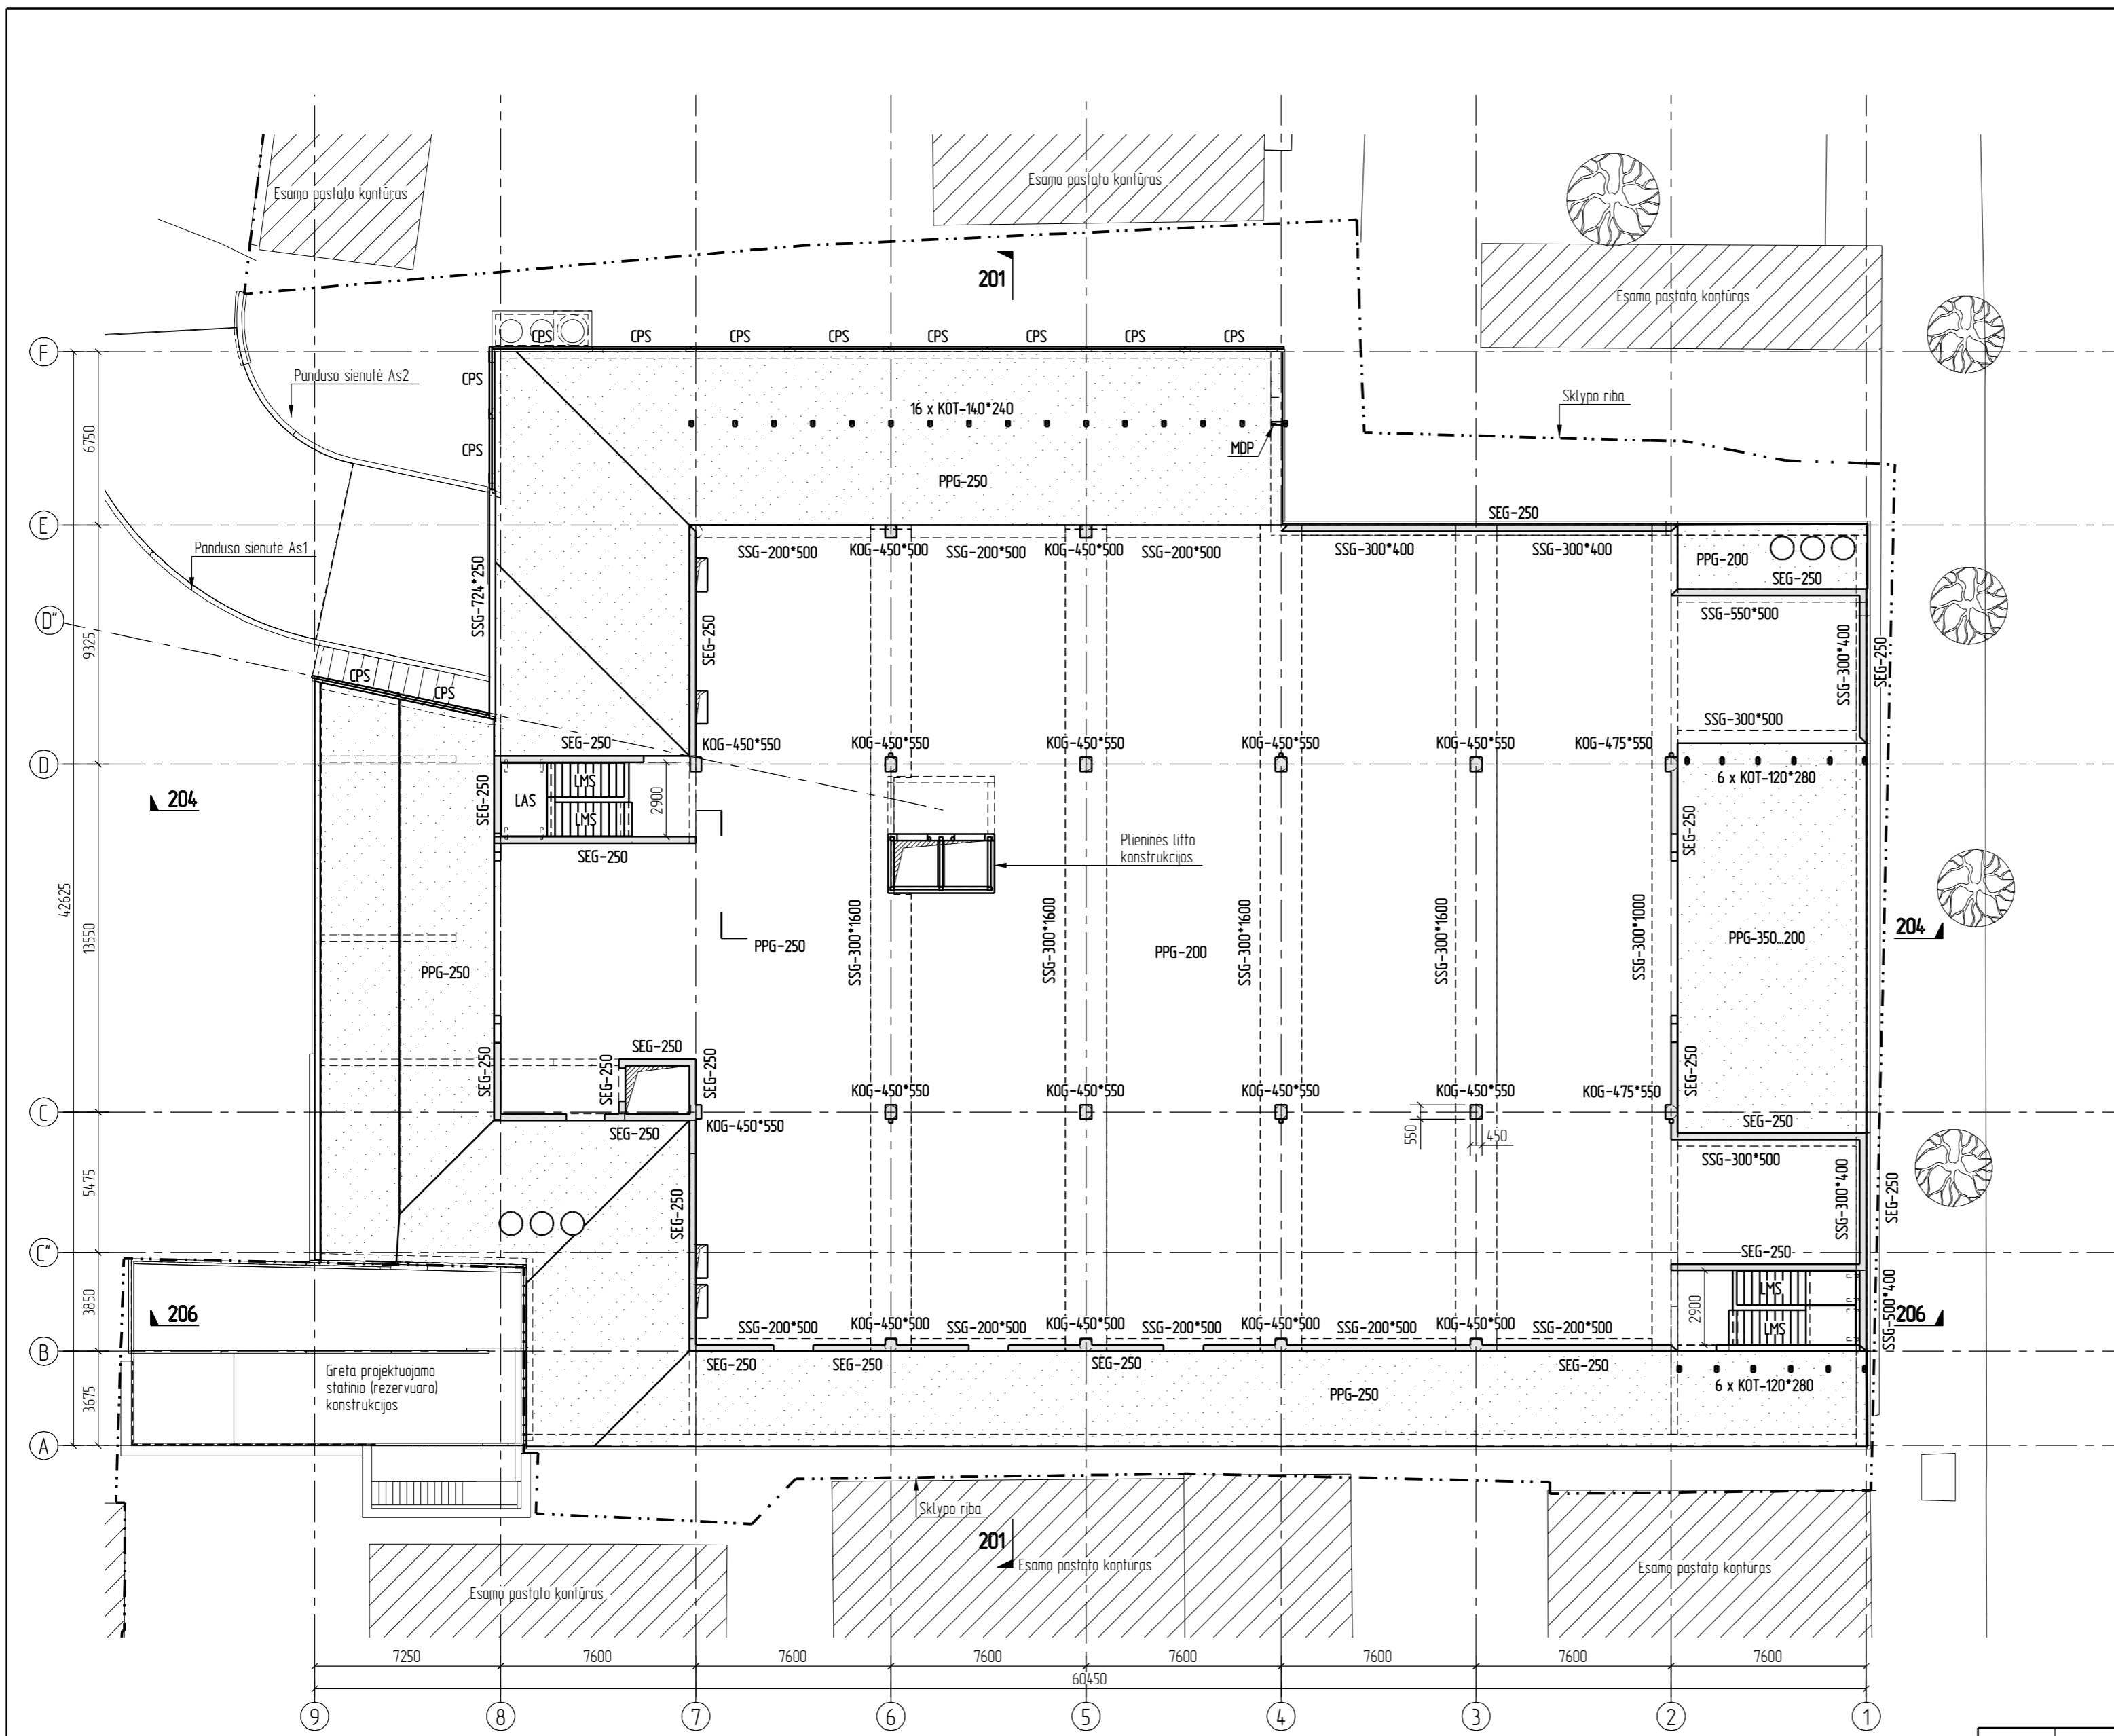 Esamo pastato kontūras
Esamo pastato kontūras
201
Esamo pastato kontūras
CPS
CPS
CPS
CPS
CPS
CPS
CPS
CPS
F
Panduso sienutė As2
CPS
Sklypo riba
16 x KOT-140*240
6750
CPS
MDP
PPG-250
SEG-250
E
Panduso sienutė As1
SSG-200*500
KOG-450*500
SSG-200*500
KOG-450*500
SSG-200*500
SSG-300*400
SSG-300*400
PPG-200
SEG-250
SSG-724*250
D"
9325
SEG-250
SSG-550*500
SSG-300*400
SEG-250
CPS
CPS
SSG-300*500
SEG-250
KOG-450*550
KOG-450*550
KOG-450*550
KOG-450*550
KOG-450*550
KOG-475*550
D
6 x KOT-120*280
204
SEG-250
LAS
LMS
LMS
2900
SEG-250
SEG-250
Plieninės lifto
konstrukcijos
42625
13550
PPG-250
PPG-250
SSG-300*1600
SSG-300*1600
PPG-200
SSG-300*1600
SSG-300*1600
SSG-300*1000
PPG-350...200
204
SEG-250
SEG-250
SEG-250
SEG-250
SEG-250
KOG-450*550
KOG-450*550
KOG-450*550
KOG-450*550
KOG-475*550
C
SEG-250
KOG-450*550
550
450
SEG-250
5475
SEG-250
SSG-300*500
SSG-300*400
SEG-250
C"
SEG-250
3850
206
SSG-200*500
KOG-450*500
SSG-200*500
KOG-450*500
SSG-200*500
KOG-450*500
SSG-200*500
KOG-450*500
SSG-200*500
2900
LMS
LMS
SSG-500*400
206
B
SEG-250
SEG-250
SEG-250
SEG-250
3675
Greta projektuojamo
statinio (rezervuaro)
konstrukcijos
PPG-250
6 x KOT-120*280
A
Sklypo riba
201
Esamo pastato kontūras
Esamo pastato kontūras
Esamo pastato kontūras
7250
7600
7600
7600
7600
7600
7600
7600
60450
9
8
7
6
5
4
3
2
1